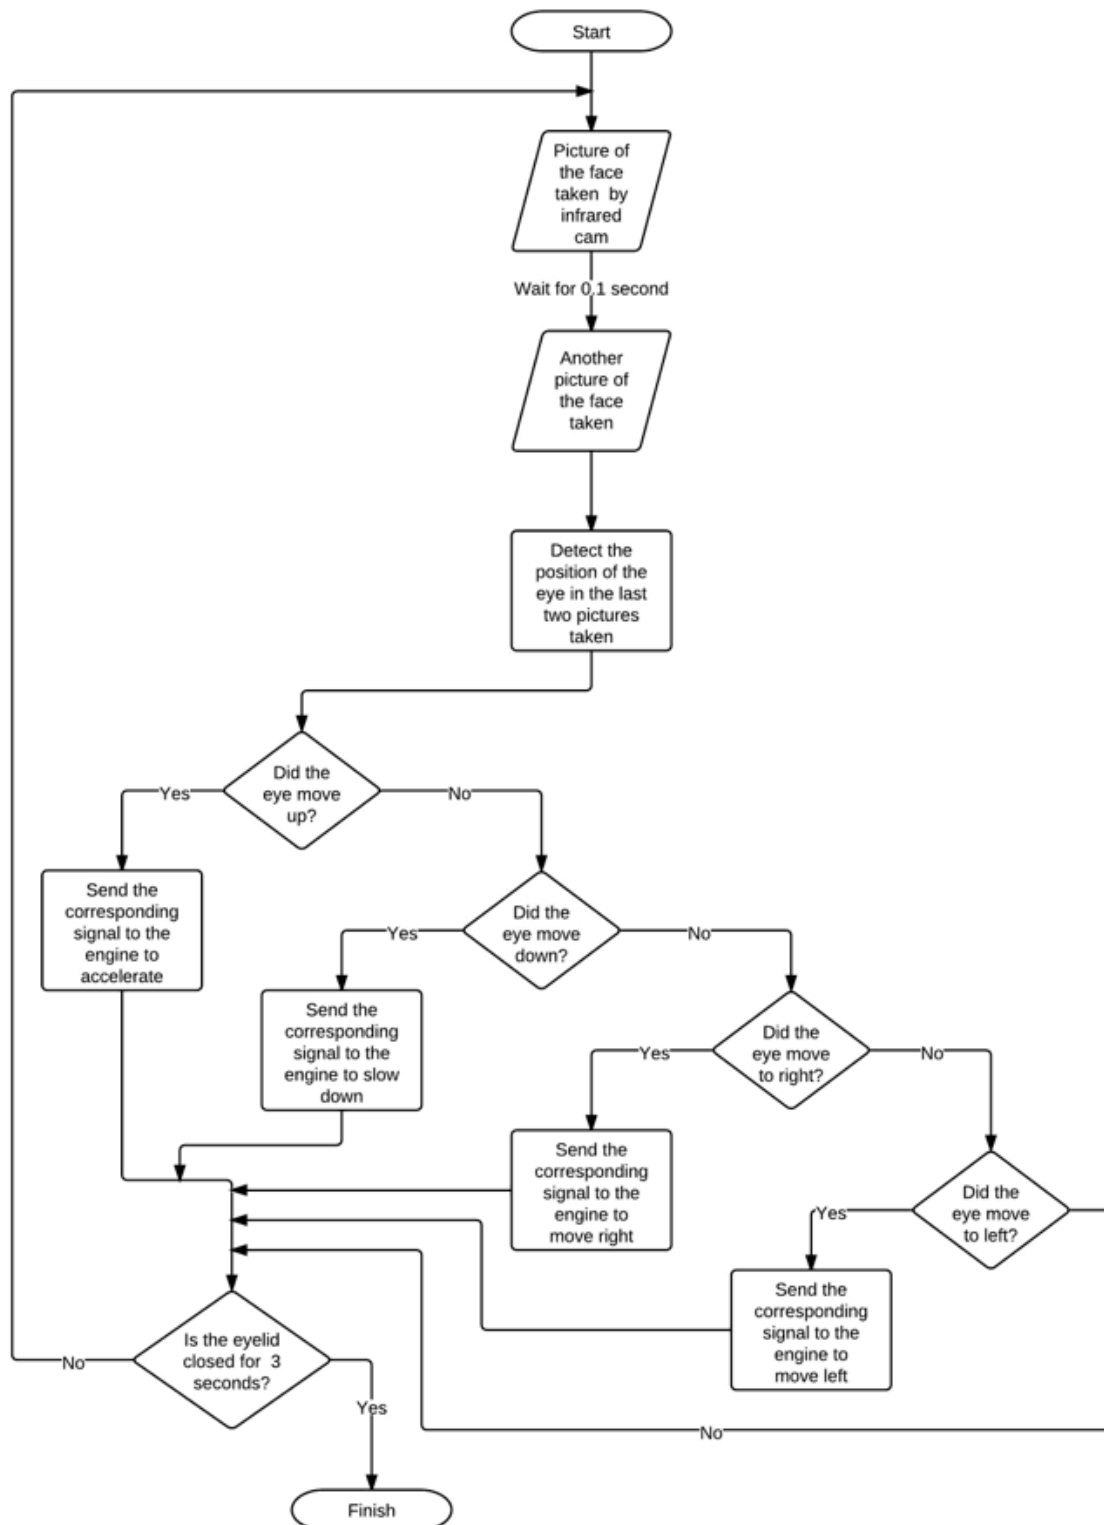 Start
Picture of
the face
taken by
infrared
cam
Wait for 0.1 second
Another
picture of
the face
taken
Detect the
position of the
eye in the last
two pictures
taken
Did the
eye move
up?
Yes
No
Send the
corresponding
signal to the
engine to
accelerate
Did the
eye move
down?
Yes
No
Send the
corresponding
signal to the
engine to slow
down
Did the
eye move
to right?
Yes
No
Send the
corresponding
signal to the
engine to
move right
Did the
eye move
to left?
Yes
Send the
corresponding
signal to the
engine to
move left
No
Is the eyelid
closed for 3
seconds?
No
Yes
Finish